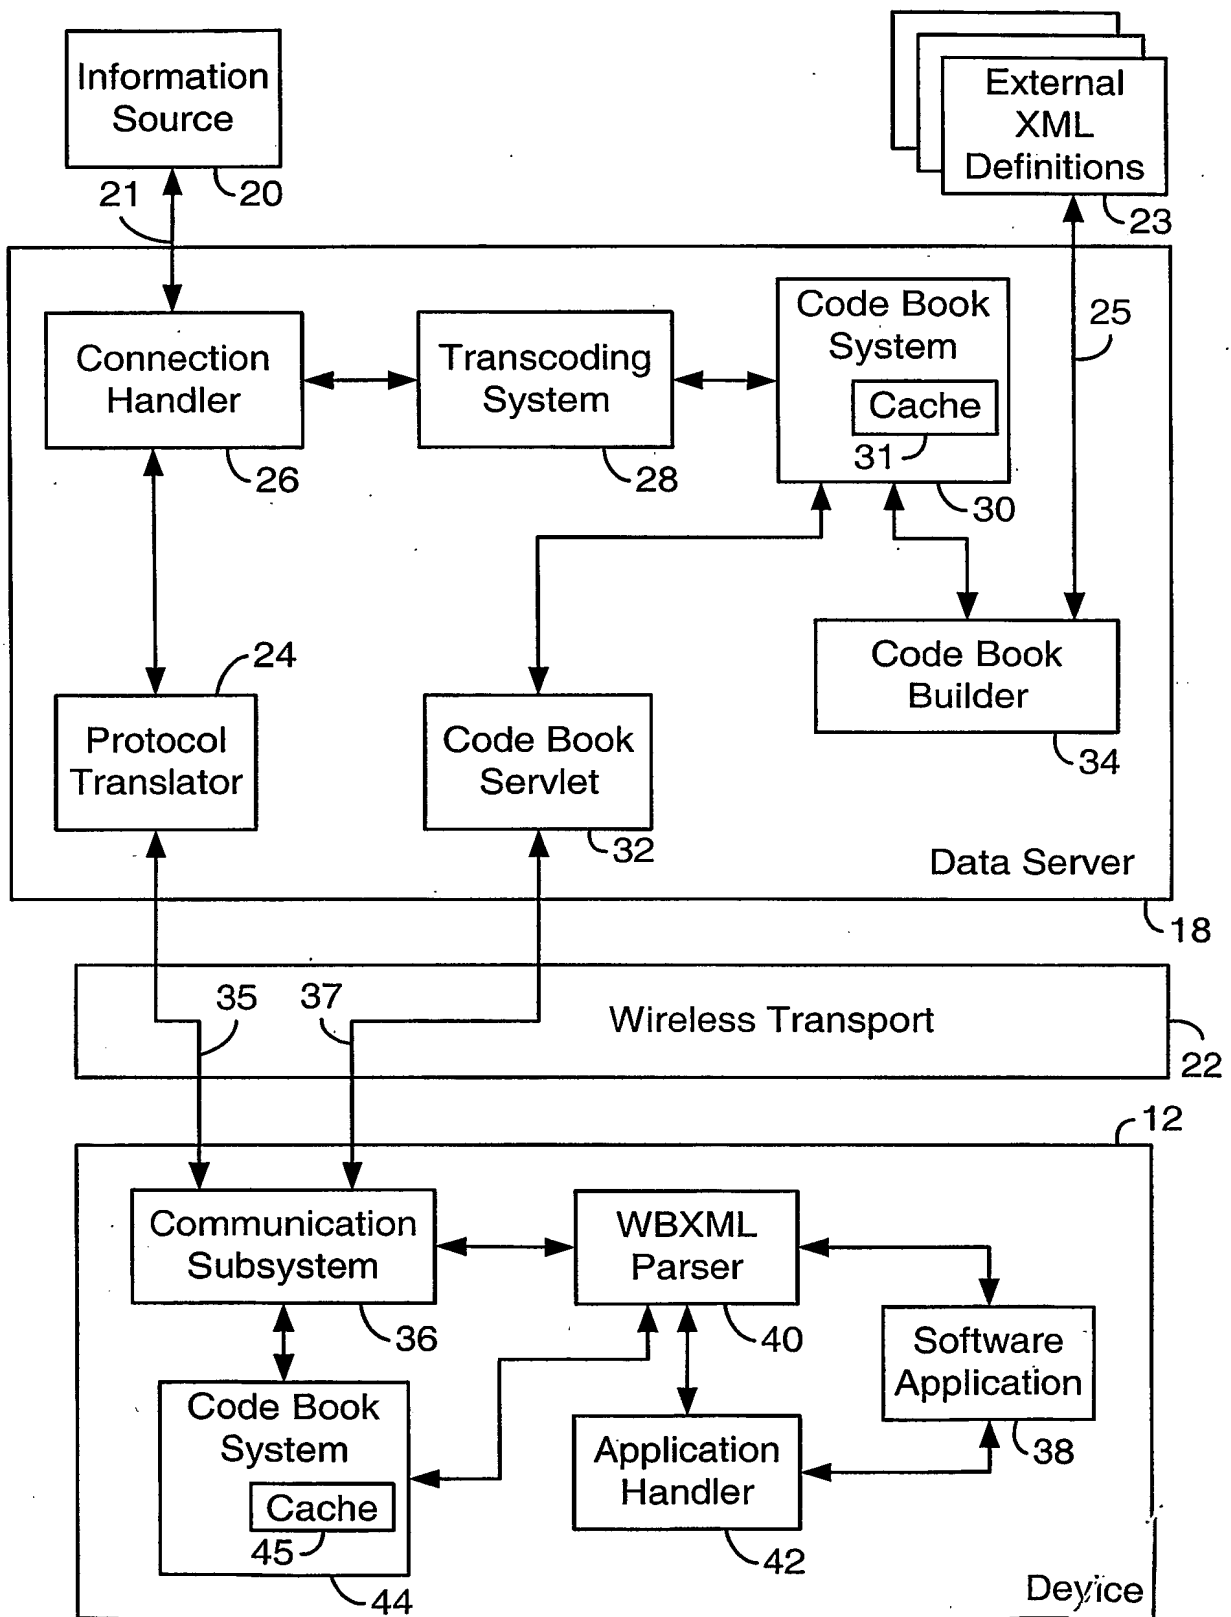 Information
Source
20
21
External
XML
Definitions
23
25
Connection
Handler
26
Transcoding
System
28
Code Book
System
Cache
31
30
24
Protocol
Translator
Code Book
Servlet
32
Code Book
Builder
34
Data Server
18
35
37
Wireless Transport
22
12
Communication
Subsystem
36
WBXML
Parser
40
Software
Application
38
Code Book
System
Cache
45
44
Application
Handler
42
Device